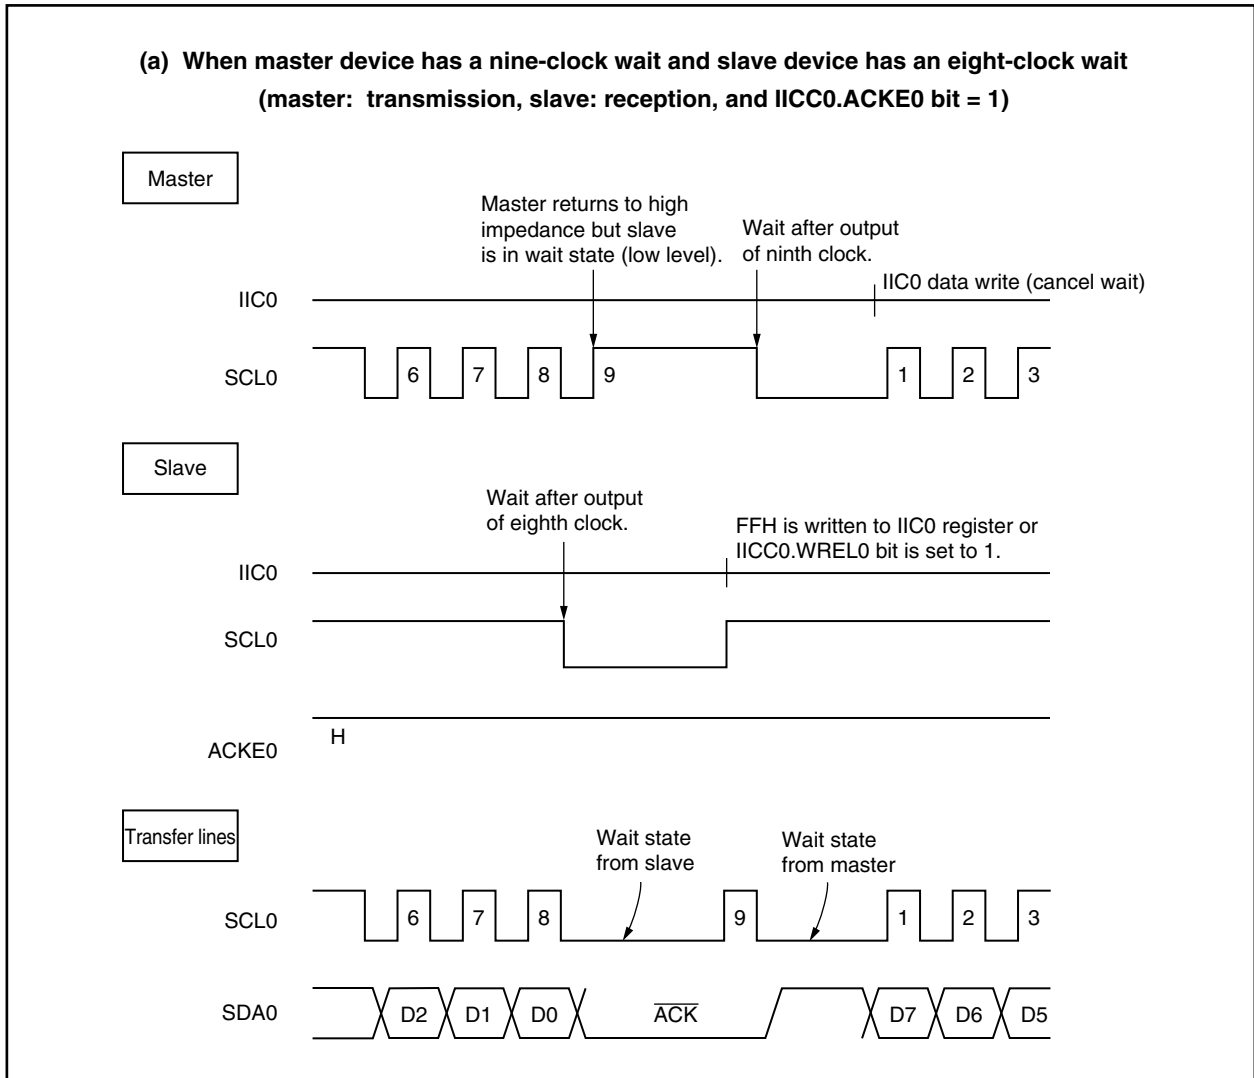 (a) When master device has a nine-clock wait and slave device has an eight-clock wait
(master: transmission, slave: reception, and IICC0.ACKE0 bit = 1)
Master
Master returns to high
impedance but slave
is in wait state (low level).
Wait after output
of ninth clock.
IIC0 data write (cancel wait)
IIC0
SCL0
6 7 8 9 1 2 3
Slave
Wait after output
of eighth clock.
FFH is written to IIC0 register or
IICC0.WREL0 bit is set to 1.
IIC0
SCL0
H
ACKE0
Transfer lines
Wait state
from slave
Wait state
from master
SCL0
6 7 8 9 1 2 3
SDA0
D2 D1 D0 ACK D7 D6 D5